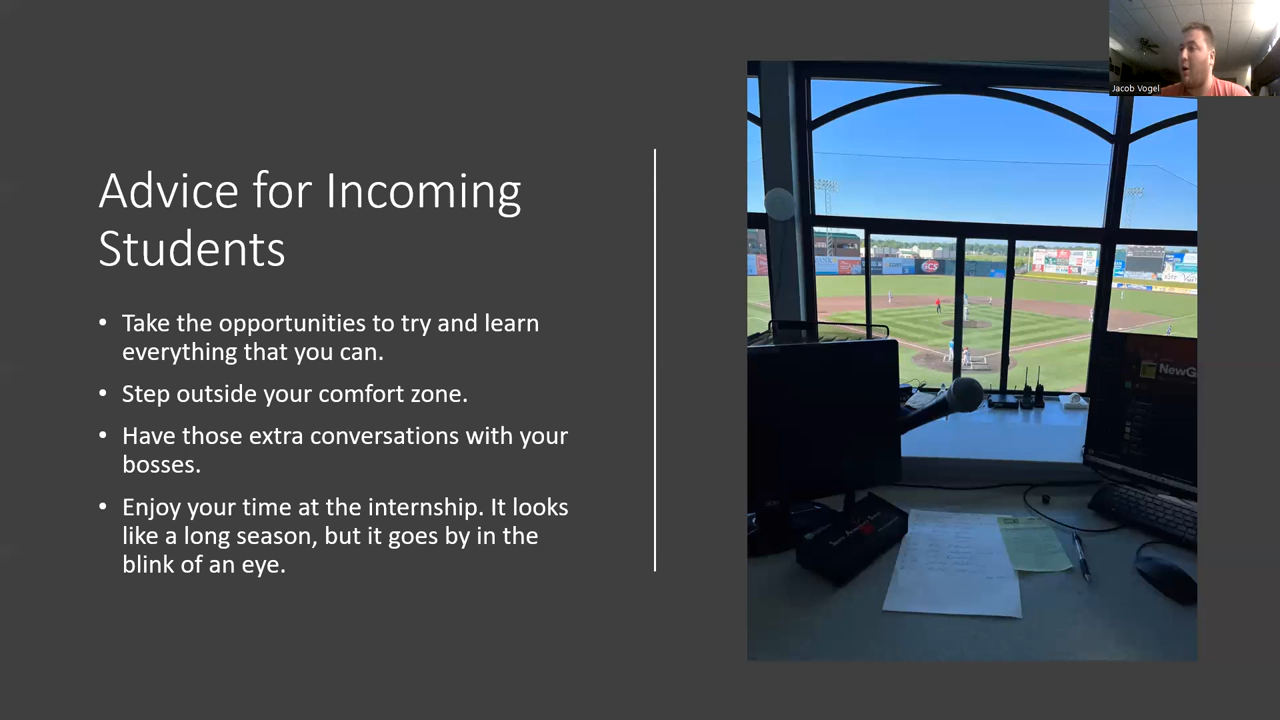 Jacob Vogel
Advice for Incoming
Students
• Take the opportunities to try and learn
everything that you can.
• Step outside your comfort zone.
• Have those extra conversations with your
bosses.
• Enjoy your time at the internship. It looks
like a long season, but it goes by in the
blink of an eye.
GCS